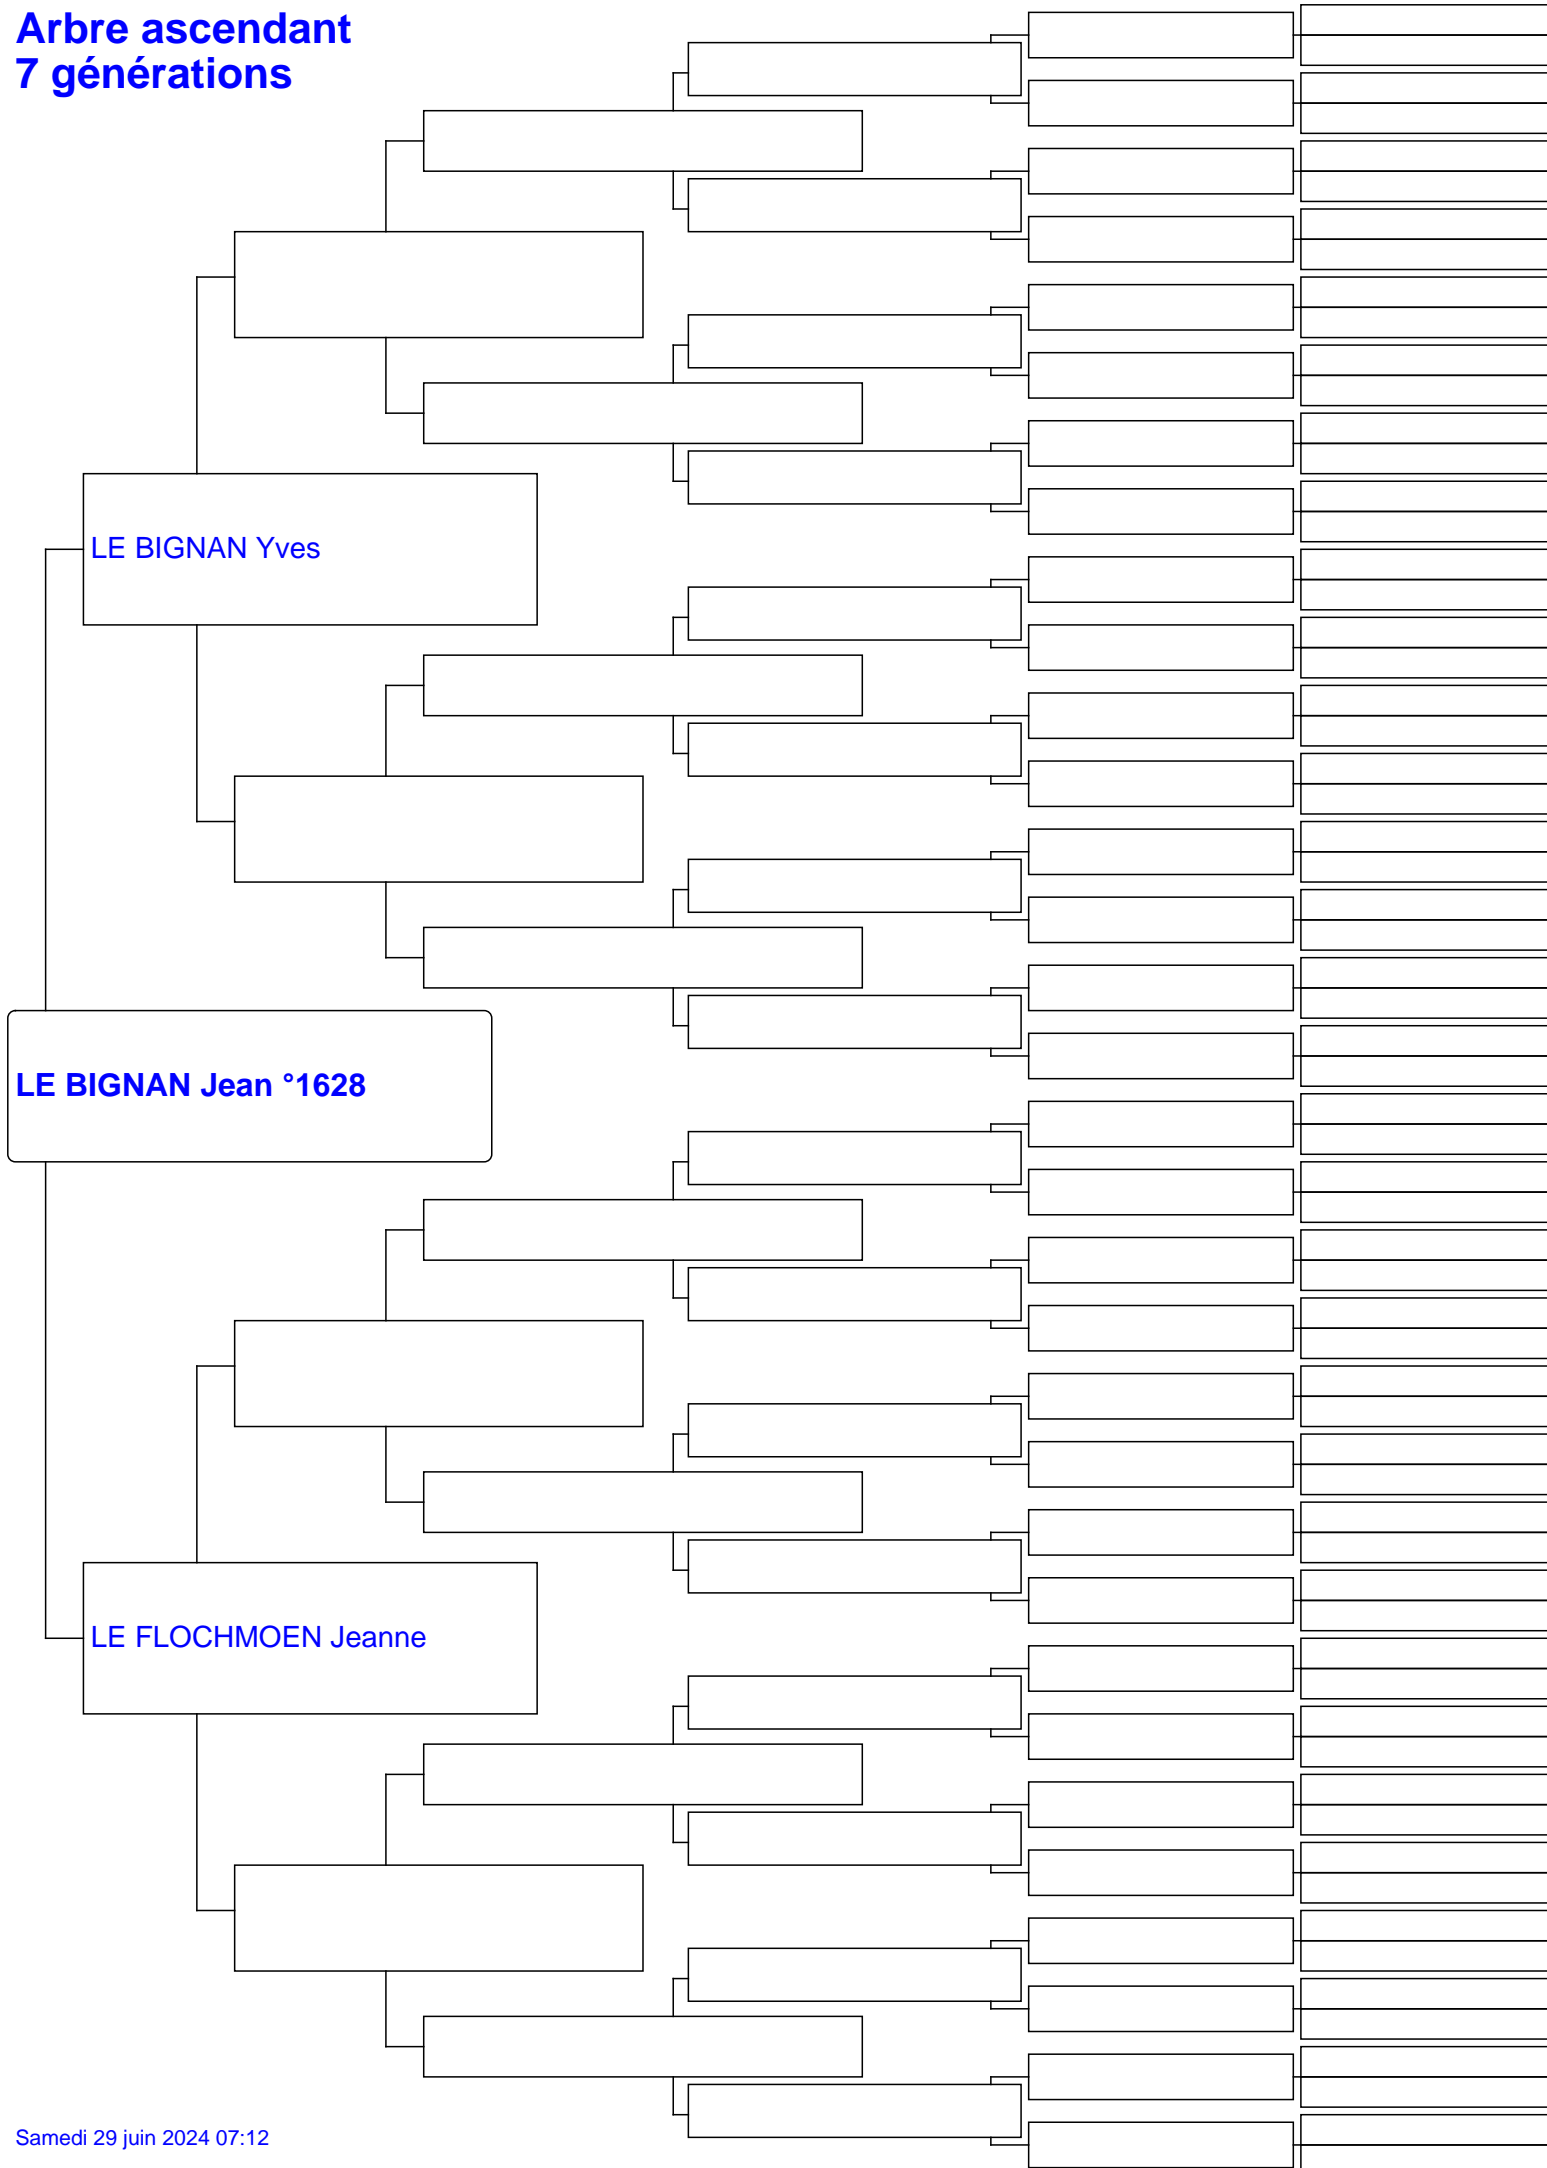 Arbre ascendant
7 générations
LE BIGNAN Yves
LE BIGNAN Jean °1628
LE FLOCHMOEN Jeanne
Samedi 29 juin 2024 07:12